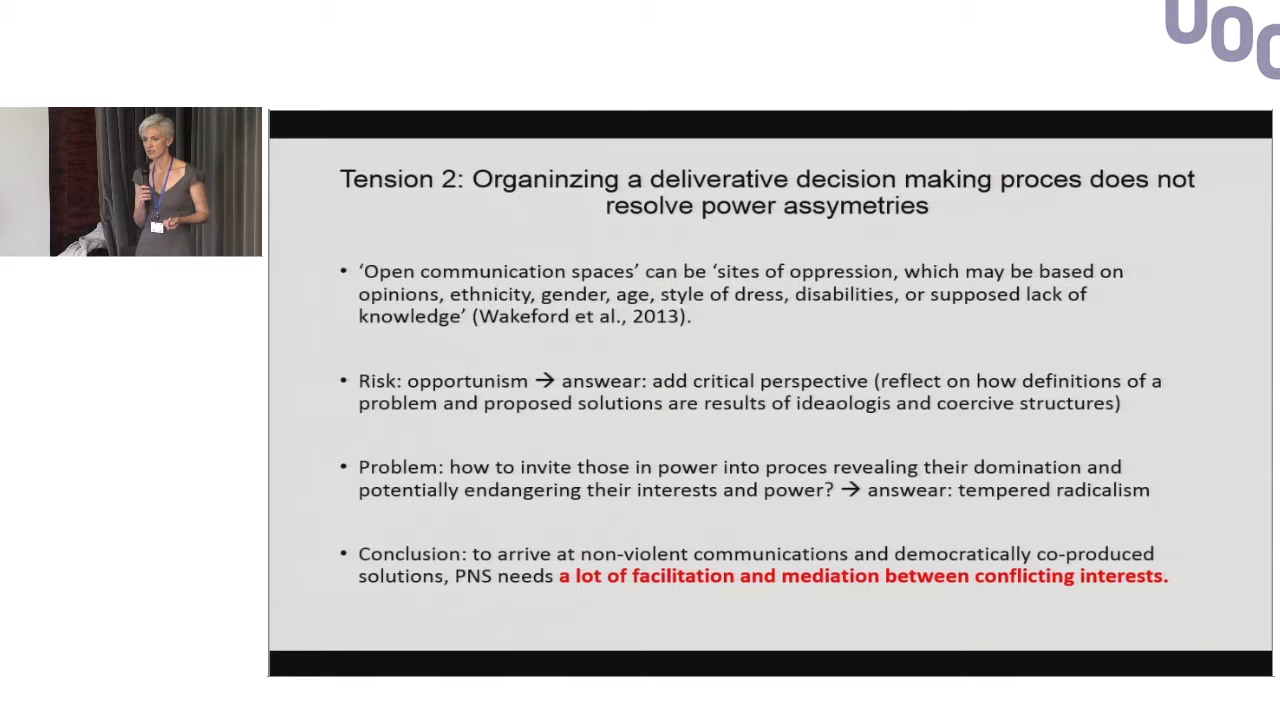 UOC
Tension 2: Organinzing a deliverative decision making proces does not
resolve power assymetries
• ‘Open communication spaces’ can be ‘sites of oppression, which may be based on
opinions, ethnicity, gender, age, style of dress, disabilities, or supposed lack of
knowledge’ (Wakeford et al., 2013).
• Risk: opportunism → answear: add critical perspective (reflect on how definitions of a
problem and proposed solutions are results of ideaologis and coercive structures)
• Problem: how to invite those in power into proces revealing their domination and
potentially endangering their interests and power? → answear: tempered radicalism
• Conclusion: to arrive at non-violent communications and democratically co-produced
solutions, PNS needs a lot of facilitation and mediation between conflicting interests.